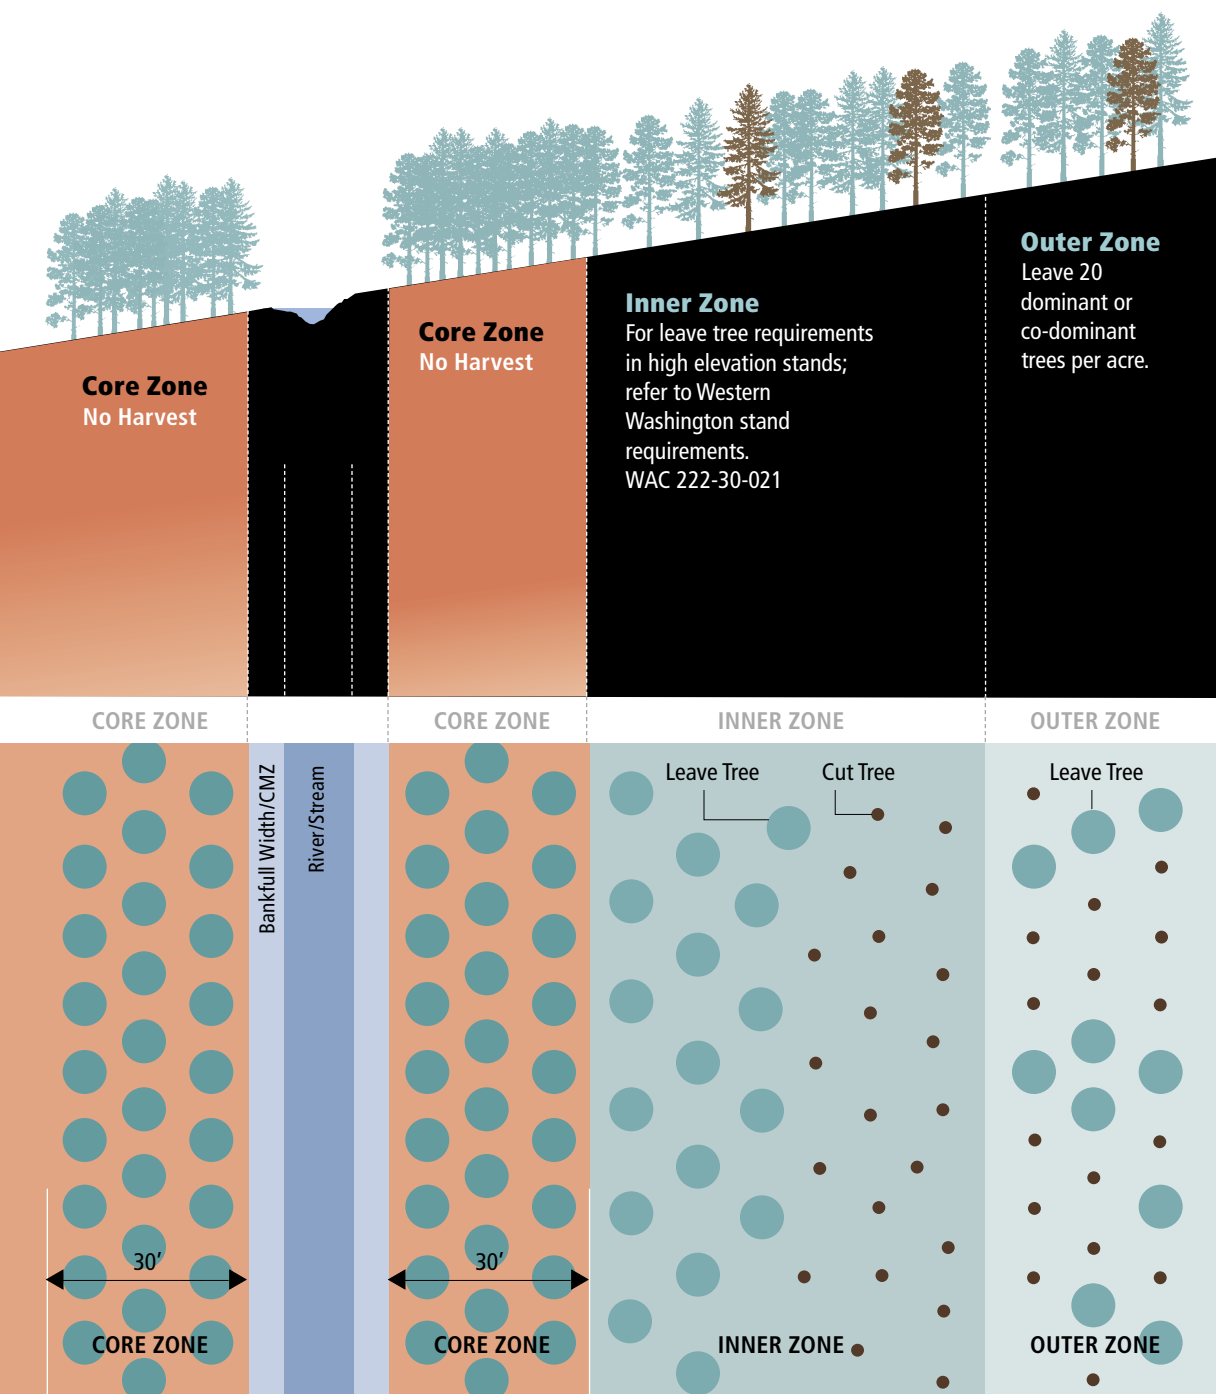 Outer Zone
Leave 20
dominant or
co-dominant
trees per acre.
Inner Zone
For leave tree requirements
in high elevation stands;
refer to Western
Washington stand
requirements.
WAC 222-30-021
Core Zone
No Harvest
Core Zone
No Harvest
CORE ZONE
CORE ZONE
INNER ZONE
OUTER ZONE
Bankfull Width/CMZ
River/Stream
Leave Tree
Cut Tree
Leave Tree
30’
30’
CORE ZONE
CORE ZONE
INNER ZONE
OUTER ZONE